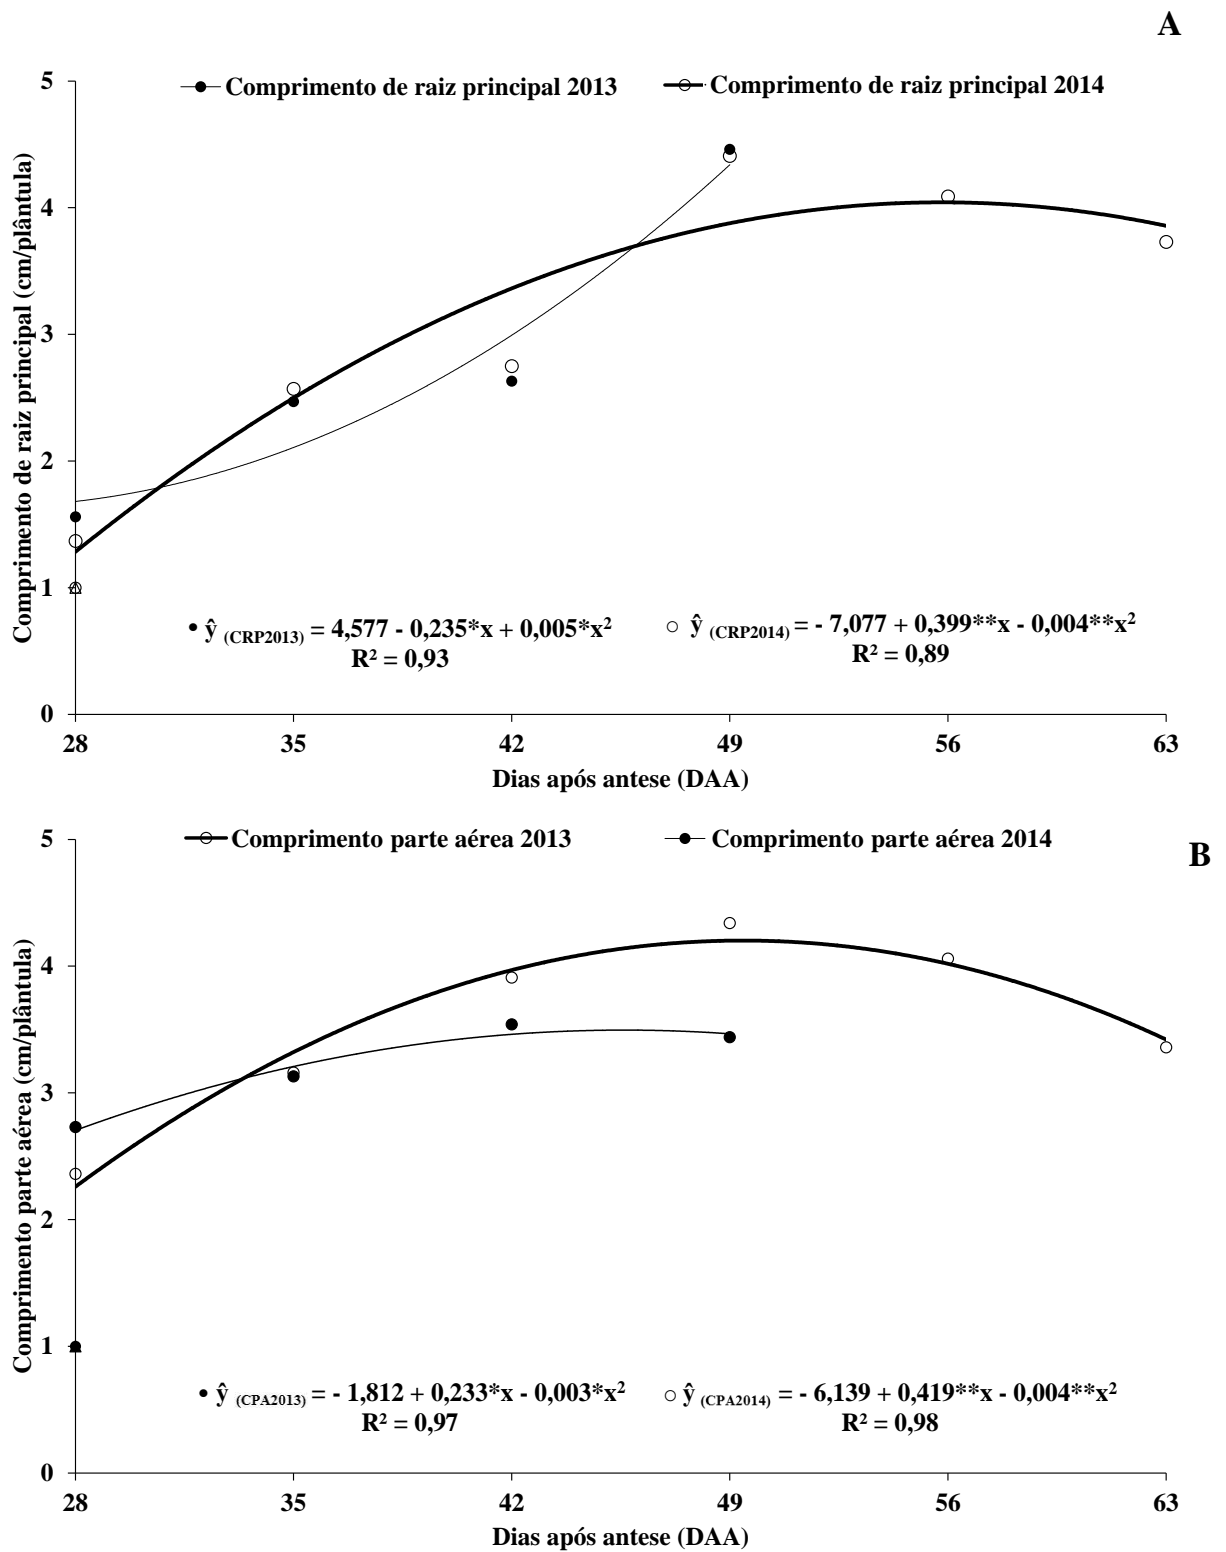 A
Comprimento de raiz principal 2013
Comprimento de raiz principal 2014
Comprimento de raiz principal (cm/plântula)
5
4
3
2
1
0
• ŷ (CRP2013) = 4,577 - 0,235*x + 0,005*x²
R² = 0,93
○ ŷ (CRP2014) = - 7,077 + 0,399**x - 0,004**x²
R² = 0,89
28 35 42 49 56 63
Dias após antese (DAA)
B
Comprimento parte aérea 2013
Comprimento parte aérea 2014
Comprimento parte aérea (cm/plântula)
5
4
3
2
1
0
• ŷ (CPA2013) = - 1,812 + 0,233*x - 0,003*x²
R² = 0,97
○ ŷ (CPA2014) = - 6,139 + 0,419**x - 0,004**x²
R² = 0,98
28 35 42 49 56 63
Dias após antese (DAA)